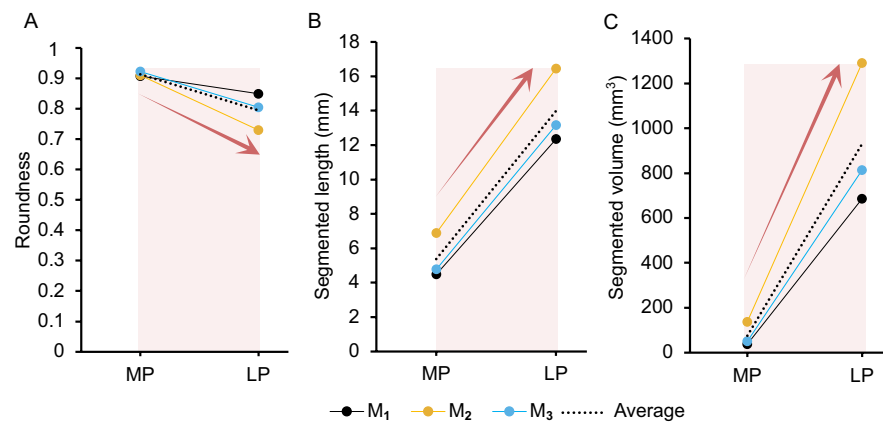 A
B
C
Roundness
1
0.9
0.8
0.7
0.6
0.5
0.4
0.3
0.2
0.1
0
MP LP
Segmented length (mm)
18
16
14
12
10
8
6
4
2
0
MP LP
Segmented volume (mm³)
1400
1200
1000
800
600
400
200
0
MP LP
M₁ M₂ M₃ Average